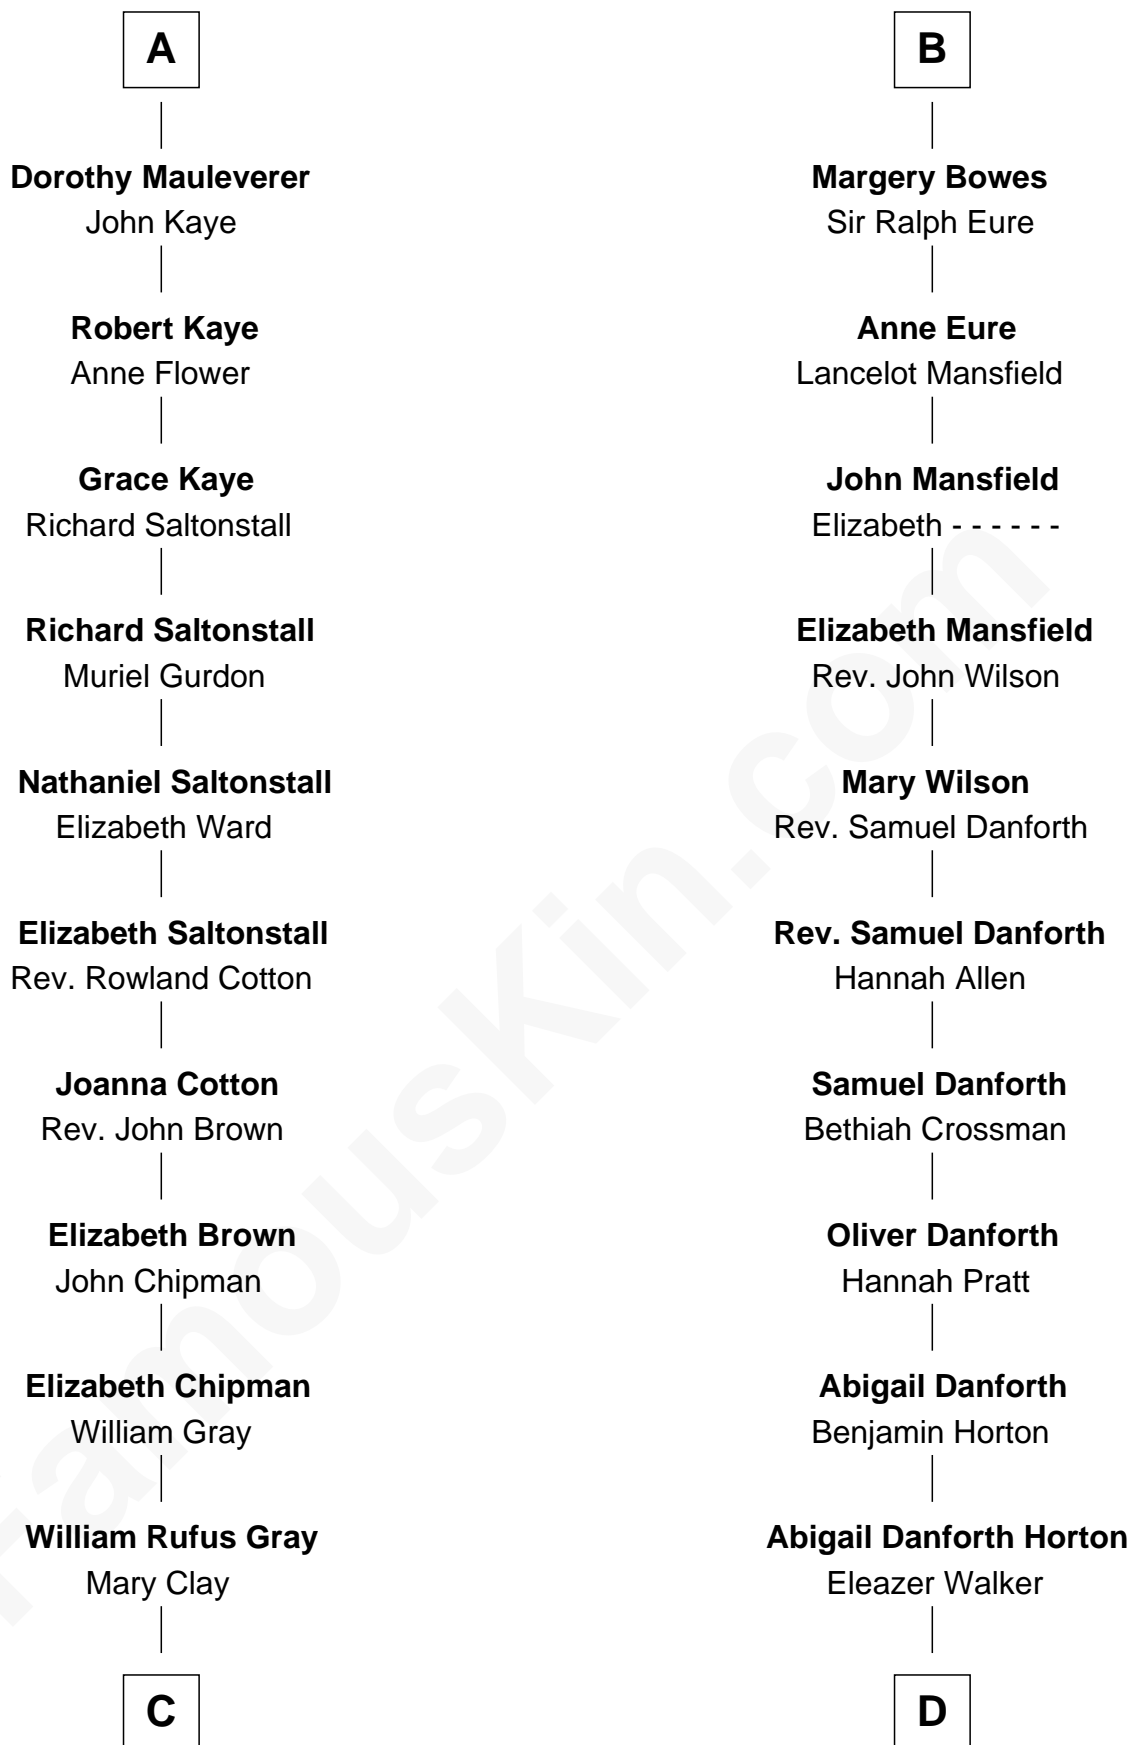 A
Dorothy Mauleverer
John Kaye
Robert Kaye
Anne Flower
Grace Kaye
Richard Saltonstall
Richard Saltonstall
Muriel Gurdon
Nathaniel Saltonstall
Elizabeth Ward
Elizabeth Saltonstall
Rev. Rowland Cotton
Joanna Cotton
Rev. John Brown
Elizabeth Brown
John Chipman
Elizabeth Chipman
William Gray
William Rufus Gray
Mary Clay
C
B
Margery Bowes
Sir Ralph Eure
Anne Eure
Lancelot Mansfield
John Mansfield
Elizabeth - - - - - -
Elizabeth Mansfield
Rev. John Wilson
Mary Wilson
Rev. Samuel Danforth
Rev. Samuel Danforth
Hannah Allen
Samuel Danforth
Bethiah Crossman
Oliver Danforth
Hannah Pratt
Abigail Danforth
Benjamin Horton
Abigail Danforth Horton
Eleazer Walker
D
FamousKin.com